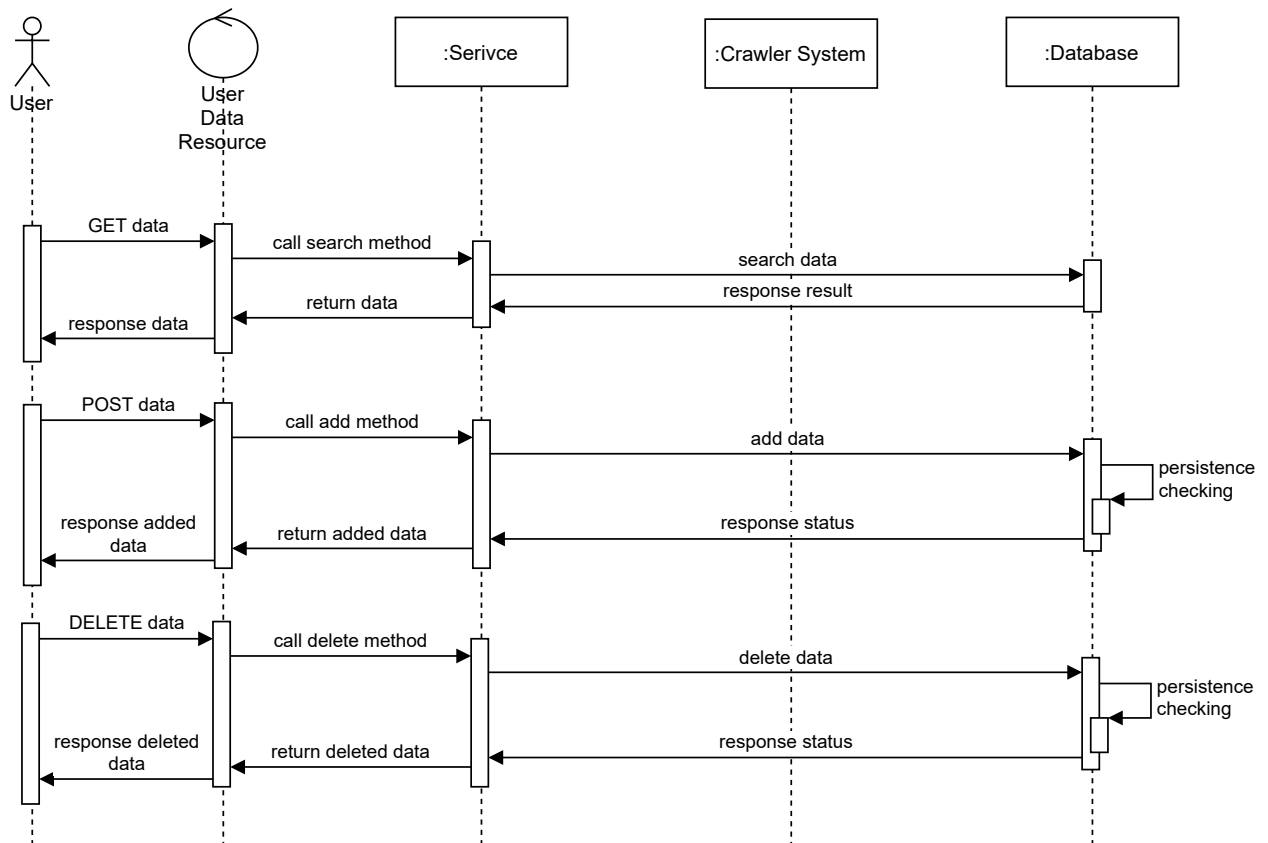 User
User
Data
Resource
:Serivce
:Crawler System
:Database
GET data
call search method
search data
response result
return data
response data
POST data
call add method
add data
persistence
checking
response added
data
return added data
response status
DELETE data
call delete method
delete data
persistence
checking
response deleted
data
return deleted data
response status